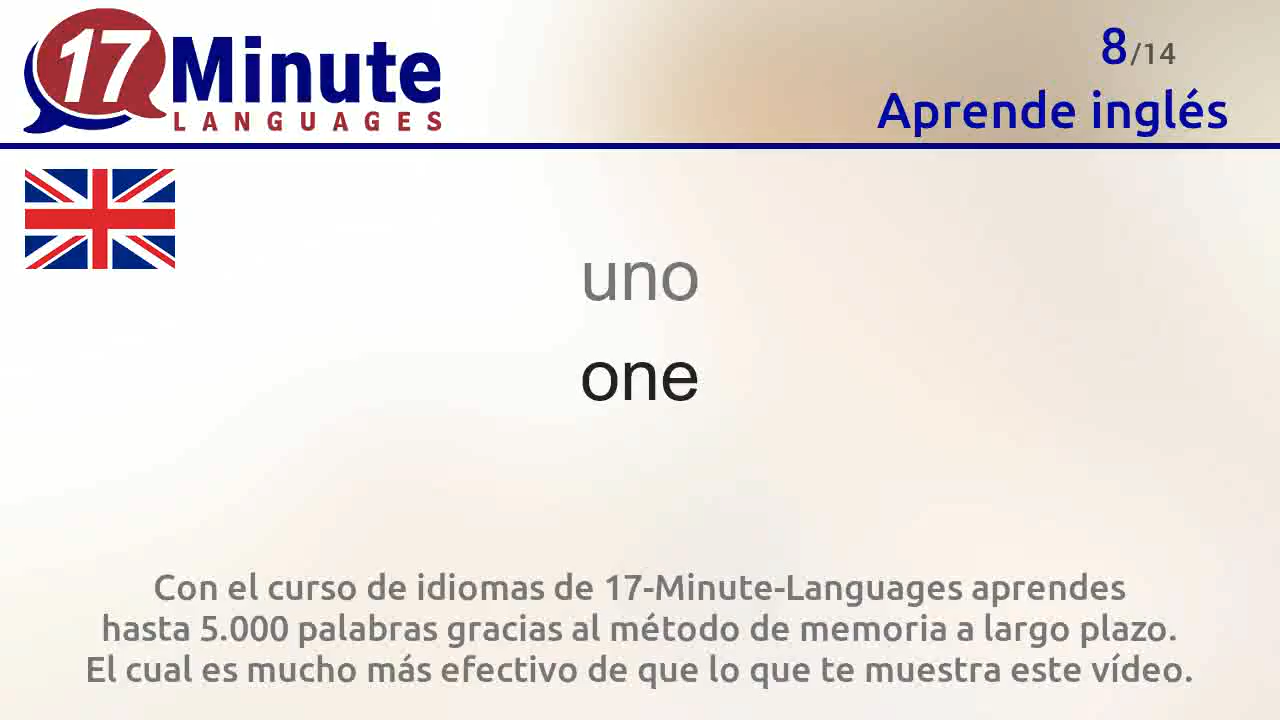 17 Minute
LANGUAGES
8/14
Aprende inglés
uno
one
Con el curso de idiomas de 17-Minute-Languages aprendes
hasta 5.000 palabras gracias al método de memoria a largo plazo.
El cual es mucho más efectivo de que lo que te muestra este vídeo.